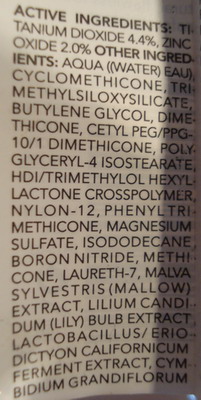 ACTIVE INGREDIENTS: TI-
TANIUM DIOXIDE 4.4%, ZINC
OXIDE 2.0% OTHER INGRED-
IENTS: AQUA ((WATER) EAU),
CYCLOMETHICONE, TRI-
METHYLSILOXYSILICATE,
BUTYLENE GLYCOL, DIME-
THICONE, CETYL PEG/PPG-
10/1 DIMETHICONE, POLY-
GLYCERYL-4 ISOSTEARATE,
HDI/TRIMETHYLOL HEXYL-
LACTONE CROSSPOLYMER,
NYLON-12, PHENYL TRI-
METHICONE, MAGNESIUM
SULFATE, ISODODECANE,
BORON NITRIDE, METHI-
CONE, LAURETH-7, MALVA
SYLVESTRIS (MALLOW)
EXTRACT, LILIUM CANDI-
DUM (LILY) BULB EXTRACT,
LACTOBACILLUS/ ERIO-
DICTYON CALIFORNICUM
FERMENT EXTRACT, CYM-
BIDIUM GRANDIFLORUM